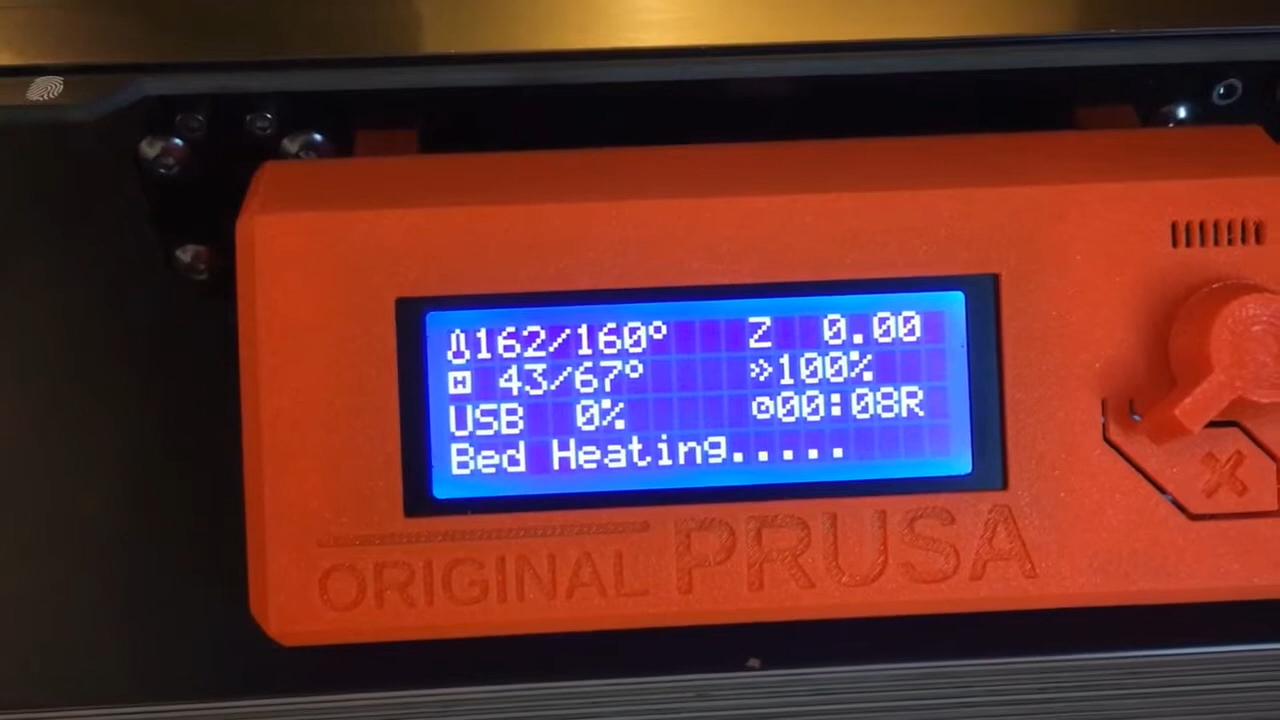 162/160° Z 0.00
43/67° 100%
USB 0% 00:08R
Bed Heating.....
ORIGINAL PRUSA